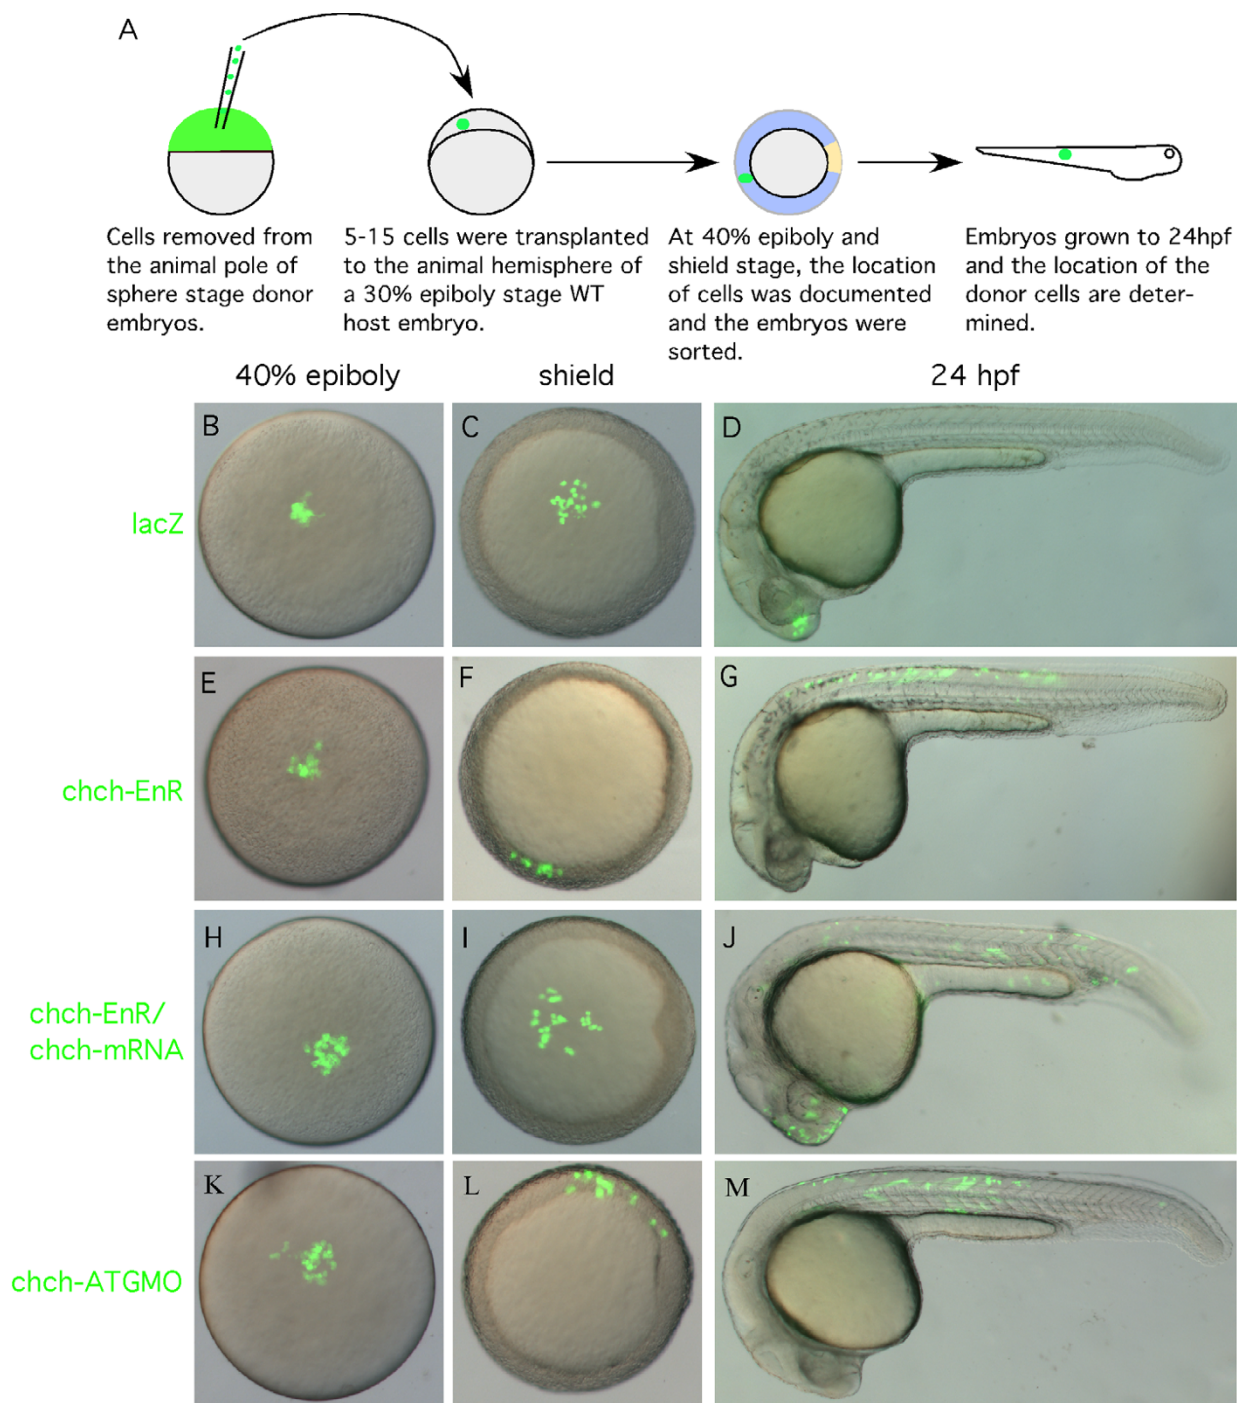 A
Cells removed from
the animal pole of
sphere stage donor
embryos.
5-15 cells were transplanted
to the animal hemisphere of
a 30% epiboly stage WT
host embryo.
At 40% epiboly and
shield stage, the location
of cells was documented
and the embryos were
sorted.
Embryos grown to 24hpf
and the location of the
donor cells are deter-
mined.
40% epiboly
shield
24 hpf
lacZ
B
C
D
chch-EnR
E
F
G
chch-EnR/
chch-mRNA
H
I
J
chch-ATGMO
K
L
M